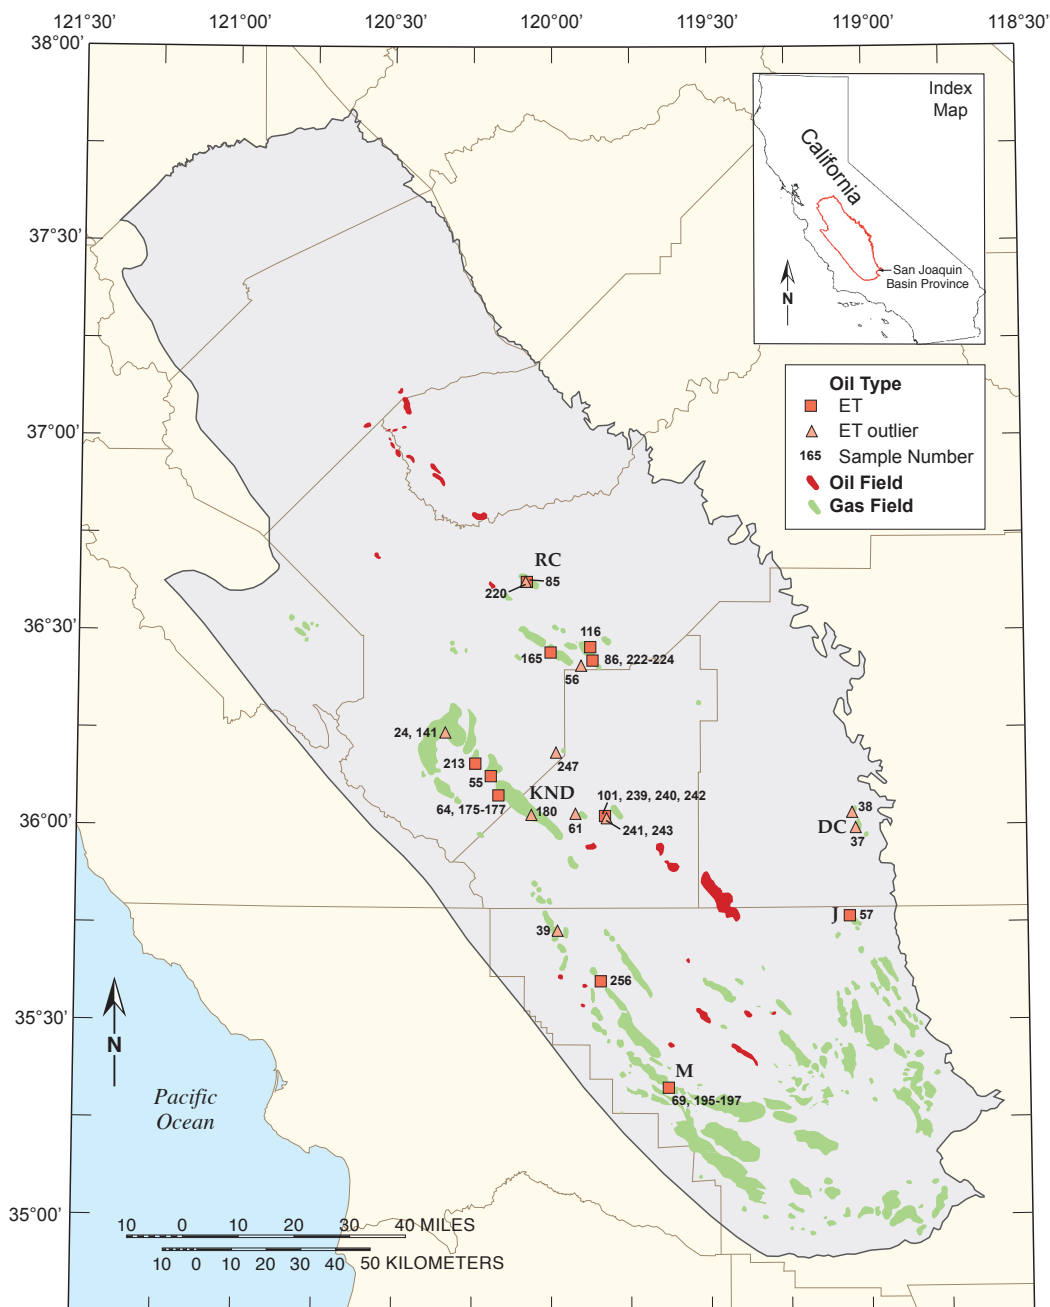 121°30'
121°00'
120°30'
120°00'
119°30'
119°00'
118°30'
38°00'
Index
Map
California
San Joaquin
Basin Province
N
37°30'
Oil Type
ET
ET outlier
165 Sample Number
Oil Field
Gas Field
37°00'
RC
85
220
36°30'
116
165
86, 222-224
56
24, 141
213
247
55
KND
101, 239, 240, 242
64, 175-177
180
61
241, 243
38
DC
37
36°00'
J
57
39
256
35°30'
N
M
69, 195-197
Pacific
Ocean
35°00'
10 0 10 20 30 40 MILES
10 0 10 20 30 40 50 KILOMETERS